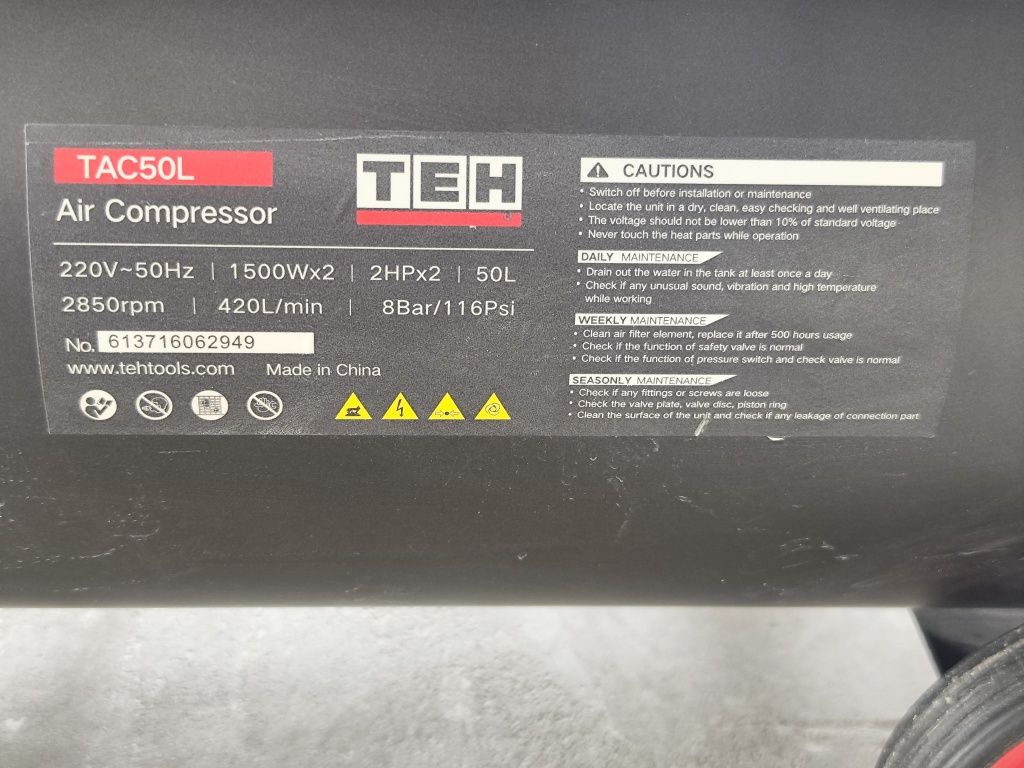 TAC50L
Air Compressor
TEH
220V~50Hz | 1500Wx2 | 2HPx2 | 50L
2850rpm | 420L/min | 8Bar/116Psi
No. 613716062949
www.tehtools.com Made in China
CAUTIONS
• Switch off before installation or maintenance
• Locate the unit in a dry, clean, easy checking and well ventilating place
• The voltage should not be lower than 10% of standard voltage
• Never touch the heat parts while operation
DAILY MAINTENANCE
• Drain out the water in the tank at least once a day
• Check if any unusual sound, vibration and high temperature
while working
WEEKLY MAINTENANCE
• Clean air filter element, replace it after 500 hours usage
• Check if the function of safety valve is normal
• Check if the function of pressure switch and check valve is normal
SEASONLY MAINTENANCE
• Check if any fittings or screws are loose
• Check the valve plate, valve disc, piston ring
• Clean the surface of the unit and check if any leakage of connection part